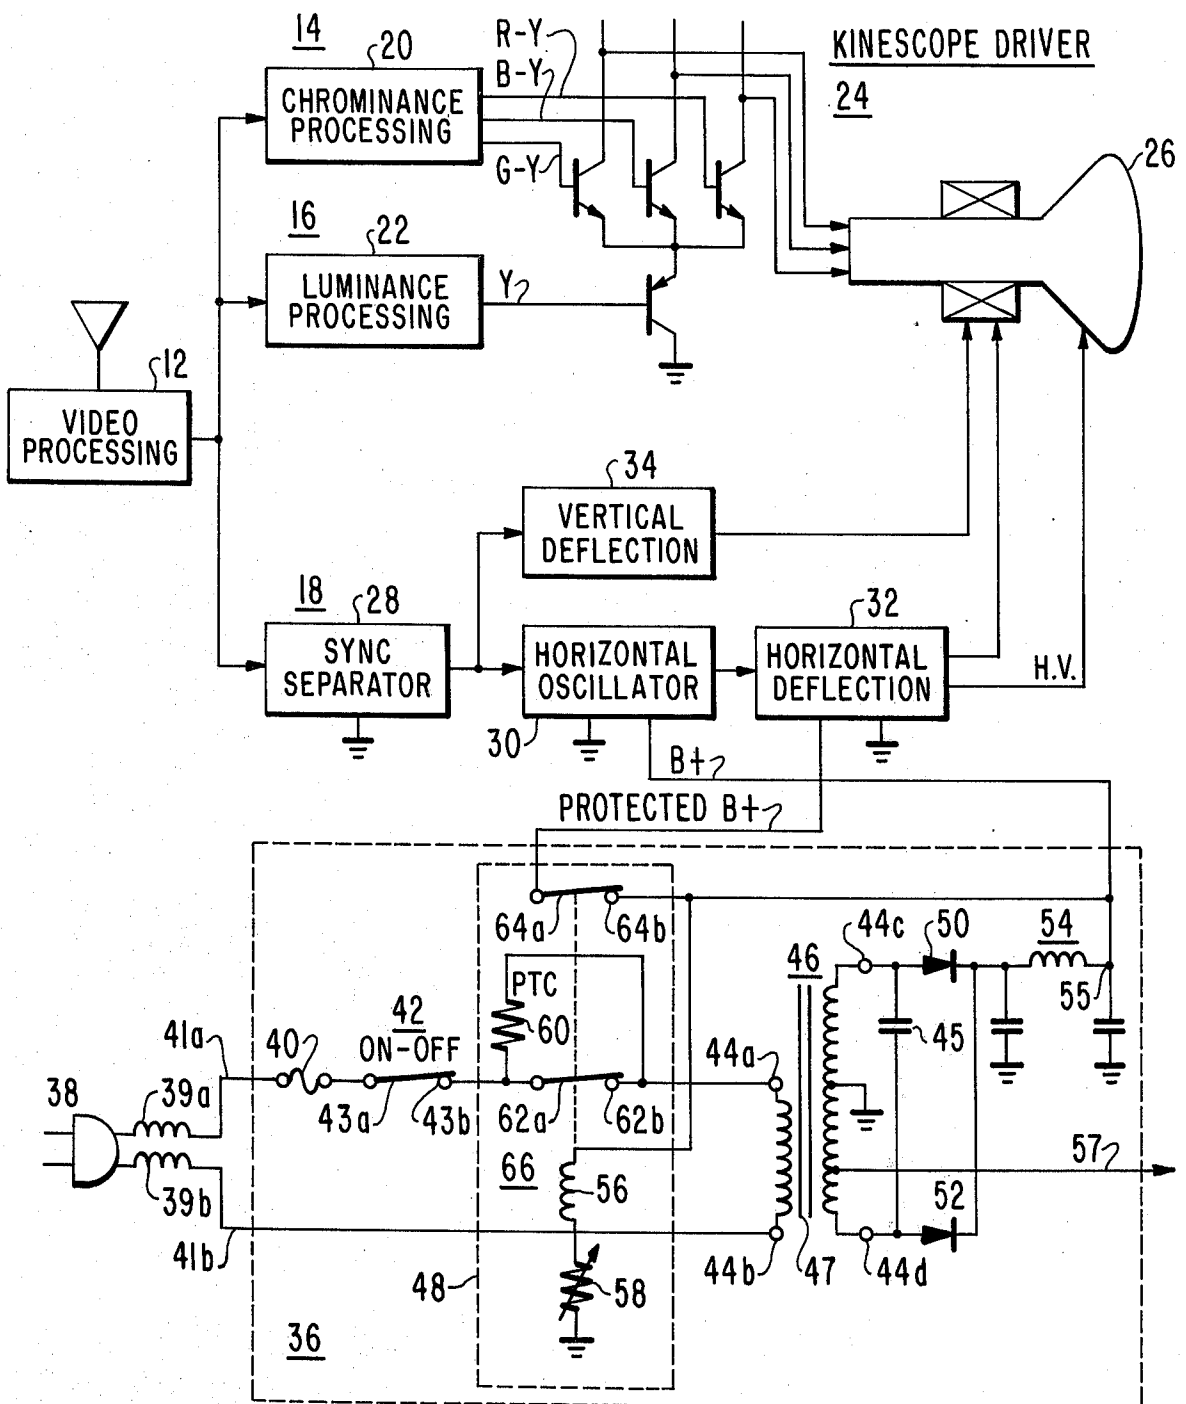 14
20
R-Y
B-Y
KINESCOPE DRIVER
24
CHROMINANCE
PROCESSING
G-Y
26
16
22
LUMINANCE
PROCESSING
Y
12
VIDEO
PROCESSING
34
VERTICAL
DEFLECTION
18
28
32
SYNC
SEPARATOR
HORIZONTAL
OSCILLATOR
HORIZONTAL
DEFLECTION
H.V.
30
B+
PROTECTED B+
64a
64b
44c
50
54
46
PTC
60
55
42
ON-OFF
41a
40
45
44a
38
39a
43a
43b
62a
62b
57
66
56
52
39b
41b
44b
47
44d
48
58
36